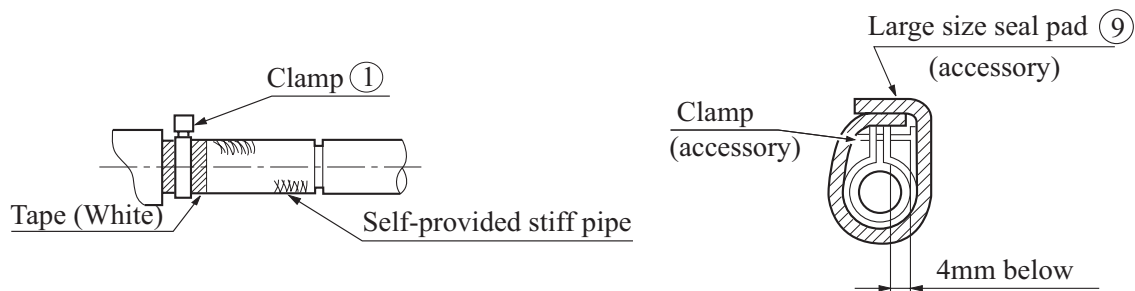 Clamp ①
Tape (White)
Self-provided stiff pipe
Large size seal pad ⑨
(accessory)
Clamp
(accessory)
4mm below